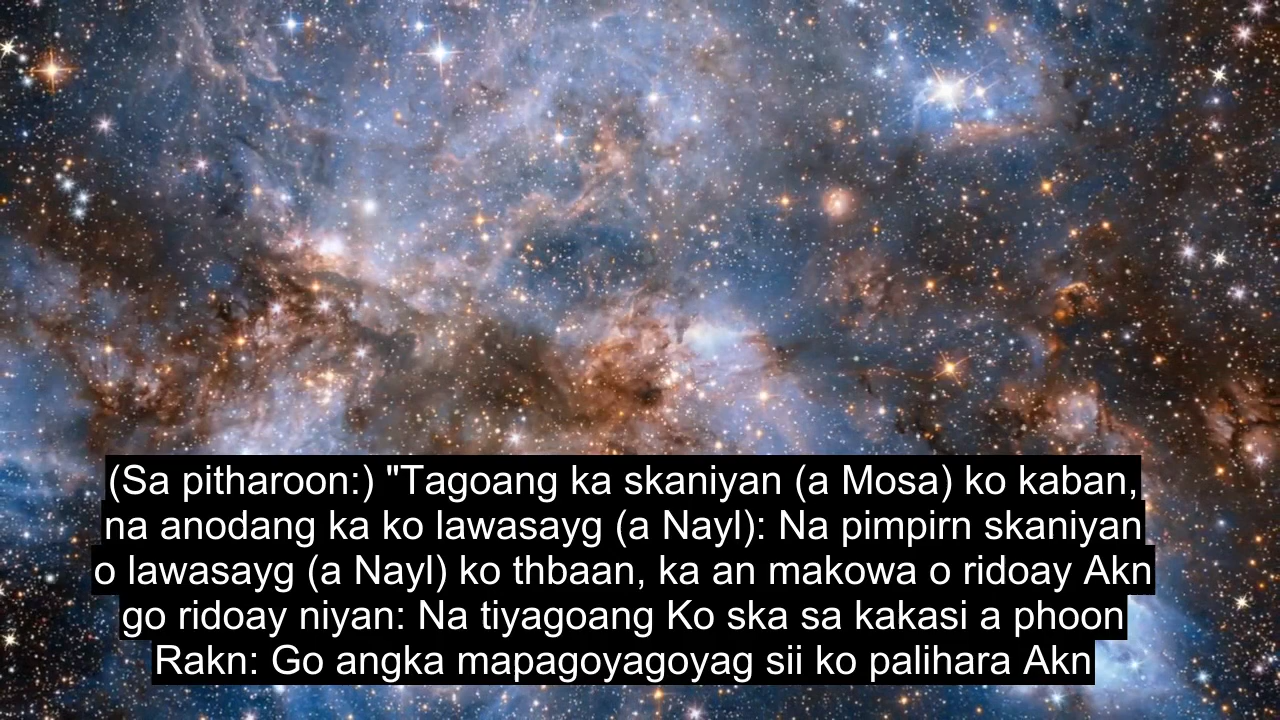 (Sa pitharoon:) "Tagoang ka skaniyan (a Mosa) ko kaban,
na anodang ka ko lawasayg (a Nayl): Na pimpirn skaniyan
o lawasayg (a Nayl) ko thbaan, ka an makowa o ridoay Akn
go ridoay niyan: Na tiyagoang Ko ska sa kakasi a phoon
Rakn: Go angka mapagoyagoyag sii ko palihara Akn